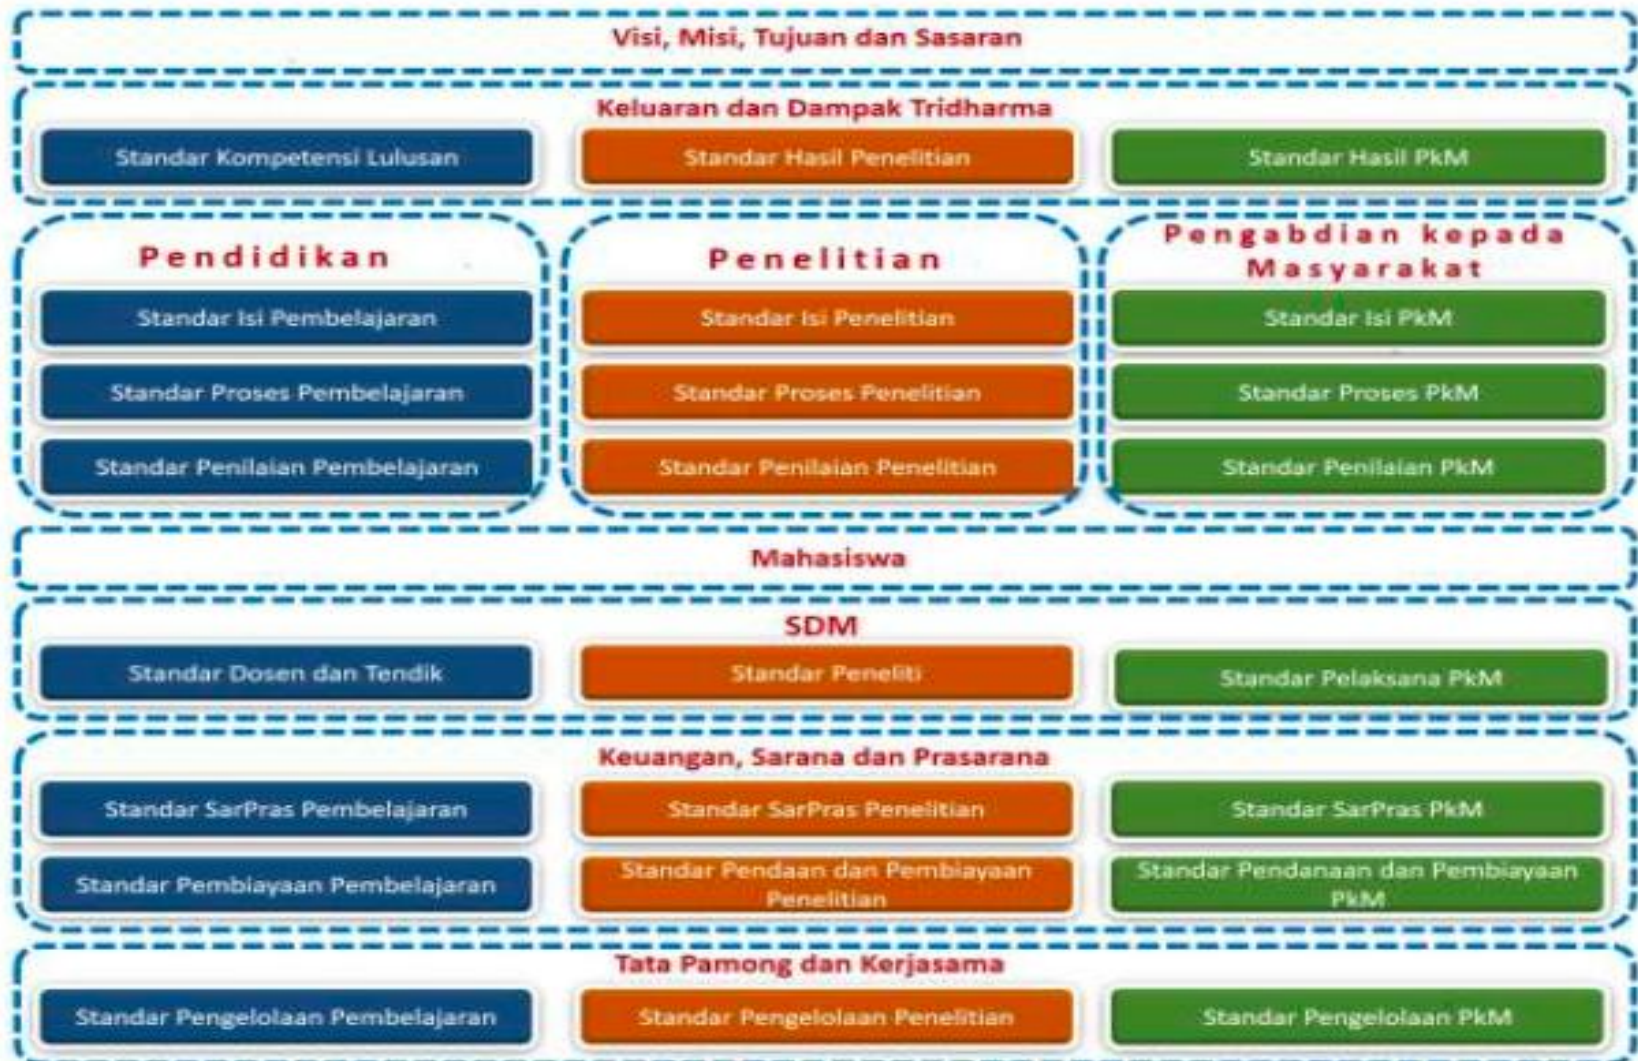 Visi, Misi, Tujuan dan Sasaran
Keluaran dan Dampak Tridharma
Standar Kompetensi Lulusan
Standar Hasil Penelitian
Standar Hasil PkM
Pendidikan
Standar Isi Pembelajaran
Standar Proses Pembelajaran
Standar Penilaian Pembelajaran
Penelitian
Standar Isi Penelitian
Standar Proses Penelitian
Standar Penilaian Penelitian
Pengabdian kepada
Masyarakat
Standar Isi PkM
Standar Proses PkM
Standar Penilaian PkM
Mahasiswa
SDM
Standar Dosen dan Tendik
Standar Peneliti
Standar Pelaksana PkM
Keuangan, Sarana dan Prasarana
Standar SarPras Pembelajaran
Standar SarPras Penelitian
Standar SarPras PkM
Standar Pembiayaan Pembelajaran
Standar Pendaan dan Pembiayaan
Penelitian
Standar Pendanaan dan Pembiayaan
PkM
Tata Pamong dan Kerjasama
Standar Pengelolaan Pembelajaran
Standar Pengelolaan Penelitian
Standar Pengelolaan PkM